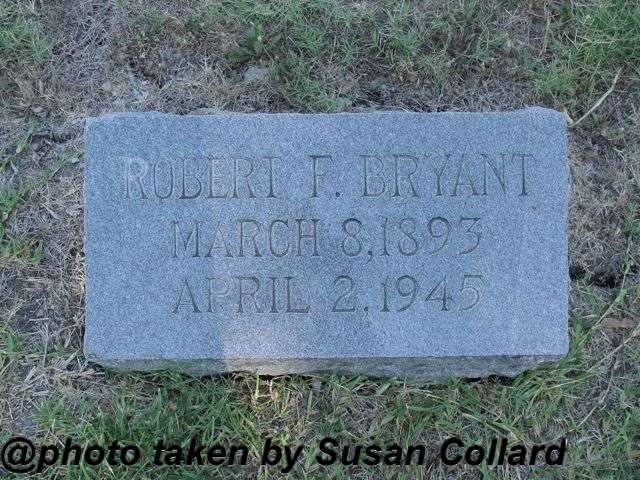 ROBERT F. BRYANT
MARCH 8, 1893
APRIL 2, 1945
@photo taken by Susan Collard